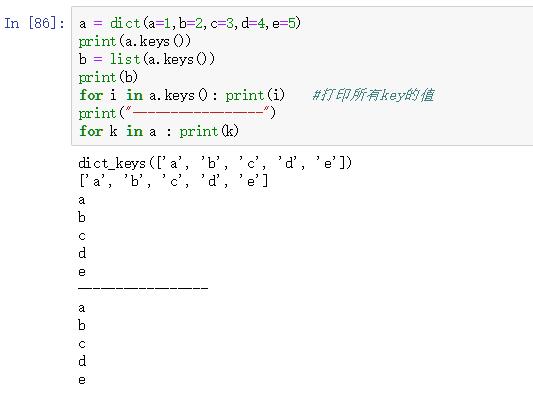 In [86]: a = dict(a=1,b=2,c=3,d=4,e=5)
print(a.keys())
b = list(a.keys())
print(b)
for i in a.keys(): print(i)   #打印所有key的值
print("-----------------")
for k in a : print(k)
dict_keys(['a', 'b', 'c', 'd', 'e'])
['a', 'b', 'c', 'd', 'e']
a
b
c
d
e
-----------------
a
b
c
d
e